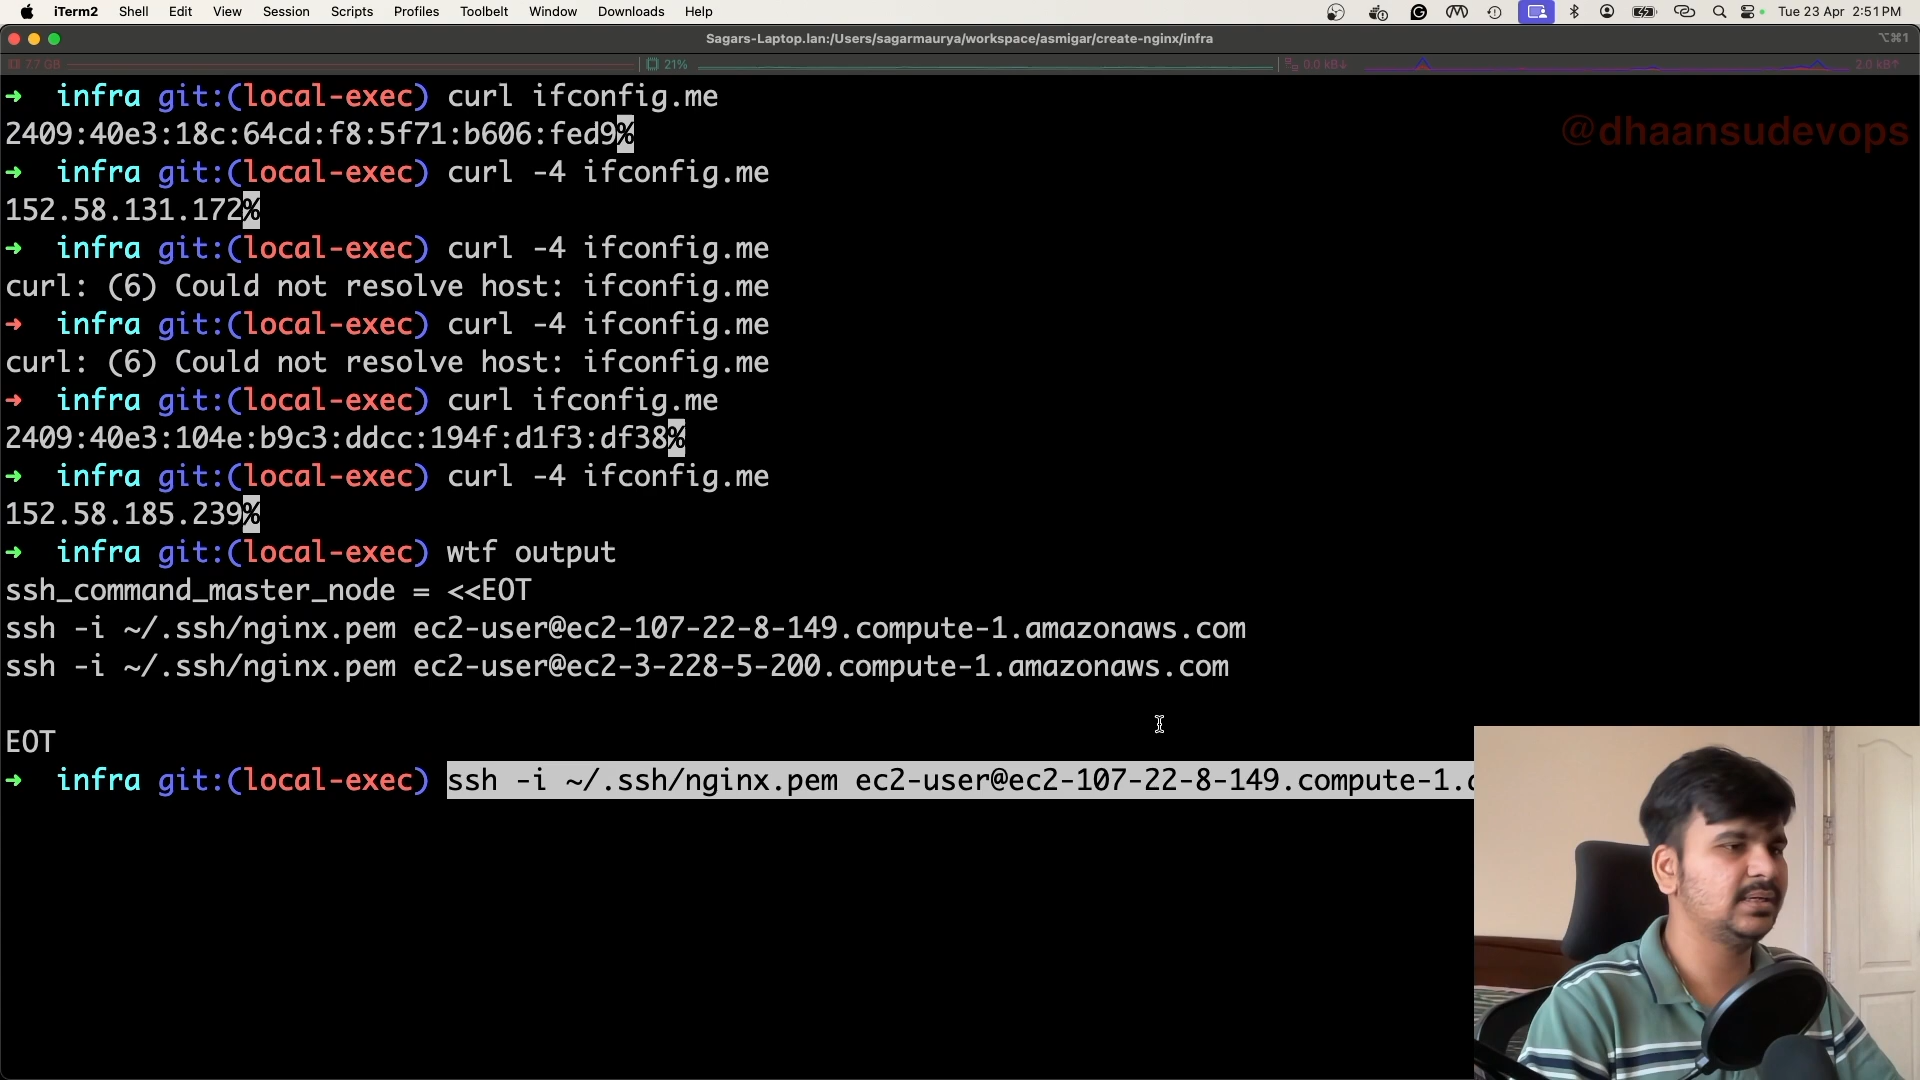 iTerm2 Shell Edit View Session Scripts Profiles Toolbelt Window Downloads Help Tue 23 Apr 2:51 PM
Sagars-Laptop.lan:/Users/sagarmaurya/workspace/asmigar/create-nginx/infra ⌥⌘1
7.7 GB 21% 0.0 kB↓ 2.0 kB↑
➜ infra git:(local-exec) curl ifconfig.me
@dhaansudevops
2409:40e3:18c:64cd:f8:5f71:b606:fed9%
➜ infra git:(local-exec) curl -4 ifconfig.me
152.58.131.172%
➜ infra git:(local-exec) curl -4 ifconfig.me
curl: (6) Could not resolve host: ifconfig.me
➜ infra git:(local-exec) curl -4 ifconfig.me
curl: (6) Could not resolve host: ifconfig.me
➜ infra git:(local-exec) curl ifconfig.me
2409:40e3:104e:b9c3:ddcc:194f:d1f3:df38%
➜ infra git:(local-exec) curl -4 ifconfig.me
152.58.185.239%
➜ infra git:(local-exec) wtf output
ssh_command_master_node = <<EOT
ssh -i ~/.ssh/nginx.pem ec2-user@ec2-107-22-8-149.compute-1.amazonaws.com
ssh -i ~/.ssh/nginx.pem ec2-user@ec2-3-228-5-200.compute-1.amazonaws.com
EOT
➜ infra git:(local-exec) ssh -i ~/.ssh/nginx.pem ec2-user@ec2-107-22-8-149.compute-1.